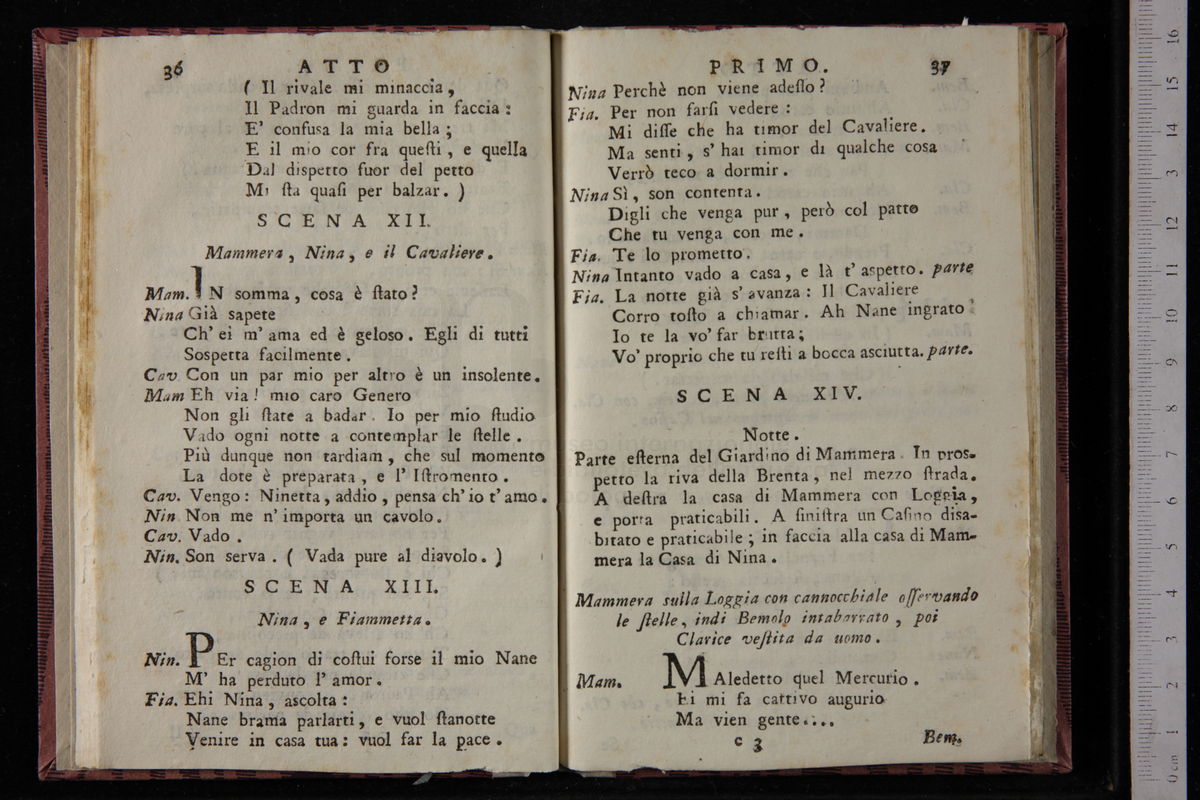 36 ATTO
( Il rivale mi minaccia,
Il Padron mi guarda in faccia:
E' confusa la mia bella;
E il mio cor fra queſti, e quella
Dal dispetto fuor del petto
Mi ſta quaſi per balzar. )
SCENA XII.
Mammera, Nina, e il Cavaliere.
Mam. IN somma, cosa è ſtato?
Nina Già sapete
Ch' ei m' ama ed è geloso. Egli di tutti
Sospetta facilmente.
Cav Con un par mio per altro è un insolente.
Mam Eh via! mio caro Genero
Non gli ſtate a badar. Io per mio ſtudio
Vado ogni notte a contemplar le ſtelle.
Più dunque non tardiam, che sul momento
La dote è preparata, e l' Iſtromento.
Cav. Vengo: Ninetta, addio, pensa ch' io t' amo.
Nin Non me n' importa un cavolo.
Cav. Vado.
Nin. Son serva. ( Vada pure al diavolo. )
SCENA XIII.
Nina, e Fiammetta.
Nin. PEr cagion di coſtui forse il mio Nane
M' ha perduto l' amor.
Fia. Ehi Nina, ascolta:
Nane brama parlarti, e vuol ſtanotte
Venire in casa tua: vuol far la pace.
PRIMO. 37
Nina Perchè non viene adeſſo?
Fia. Per non farſi vedere:
Mi diſſe che ha timor del Cavaliere.
Ma senti, s' hai timor di qualche cosa
Verrò teco a dormir.
Nina Sì, son contenta.
Digli che venga pur, però col patto
Che tu venga con me.
Fia. Te lo prometto.
Nina Intanto vado a casa, e là t' aspetto. parte
Fia. La notte già s' avanza: Il Cavaliere
Corro toſto a chiamar. Ah Nane ingrato:
Io te la vo' far brutta;
Vo' proprio che tu reſti a bocca asciutta. parte.
SCENA XIV.
Notte.
Parte eſterna del Giardino di Mammera. In pros-
petto la riva della Brenta, nel mezzo ſtrada.
A deſtra la casa di Mammera con Loggia,
e porta praticabili. A ſiniſtra un Caſino disa-
bitato e praticabile; in faccia alla casa di Mam-
mera la Casa di Nina.
Mammera sulla Loggia con cannocchiale oſſervando
le ſtelle, indi Bemolo intabarrato, poi
Clarice veſtita da uomo.
Mam. MAledetto quel Mercurio.
Ei mi fa cattivo augurio
Ma vien gente....
c 3 Bem.